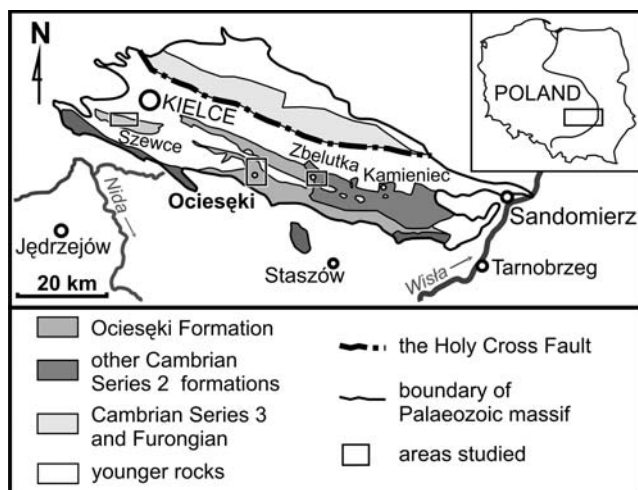 N
POLAND
KIELCE
Szewce
Zbelutka
Kamieniec
Ociesęki
Sandomierz
Nida
Jędrzejów
Staszów
Wisła
Tarnobrzeg
20 km
Ociesęki Formation
other Cambrian
Series 2 formations
Cambrian Series 3
and Furongian
younger rocks
the Holy Cross Fault
boundary of
Palaeozoic massif
areas studied